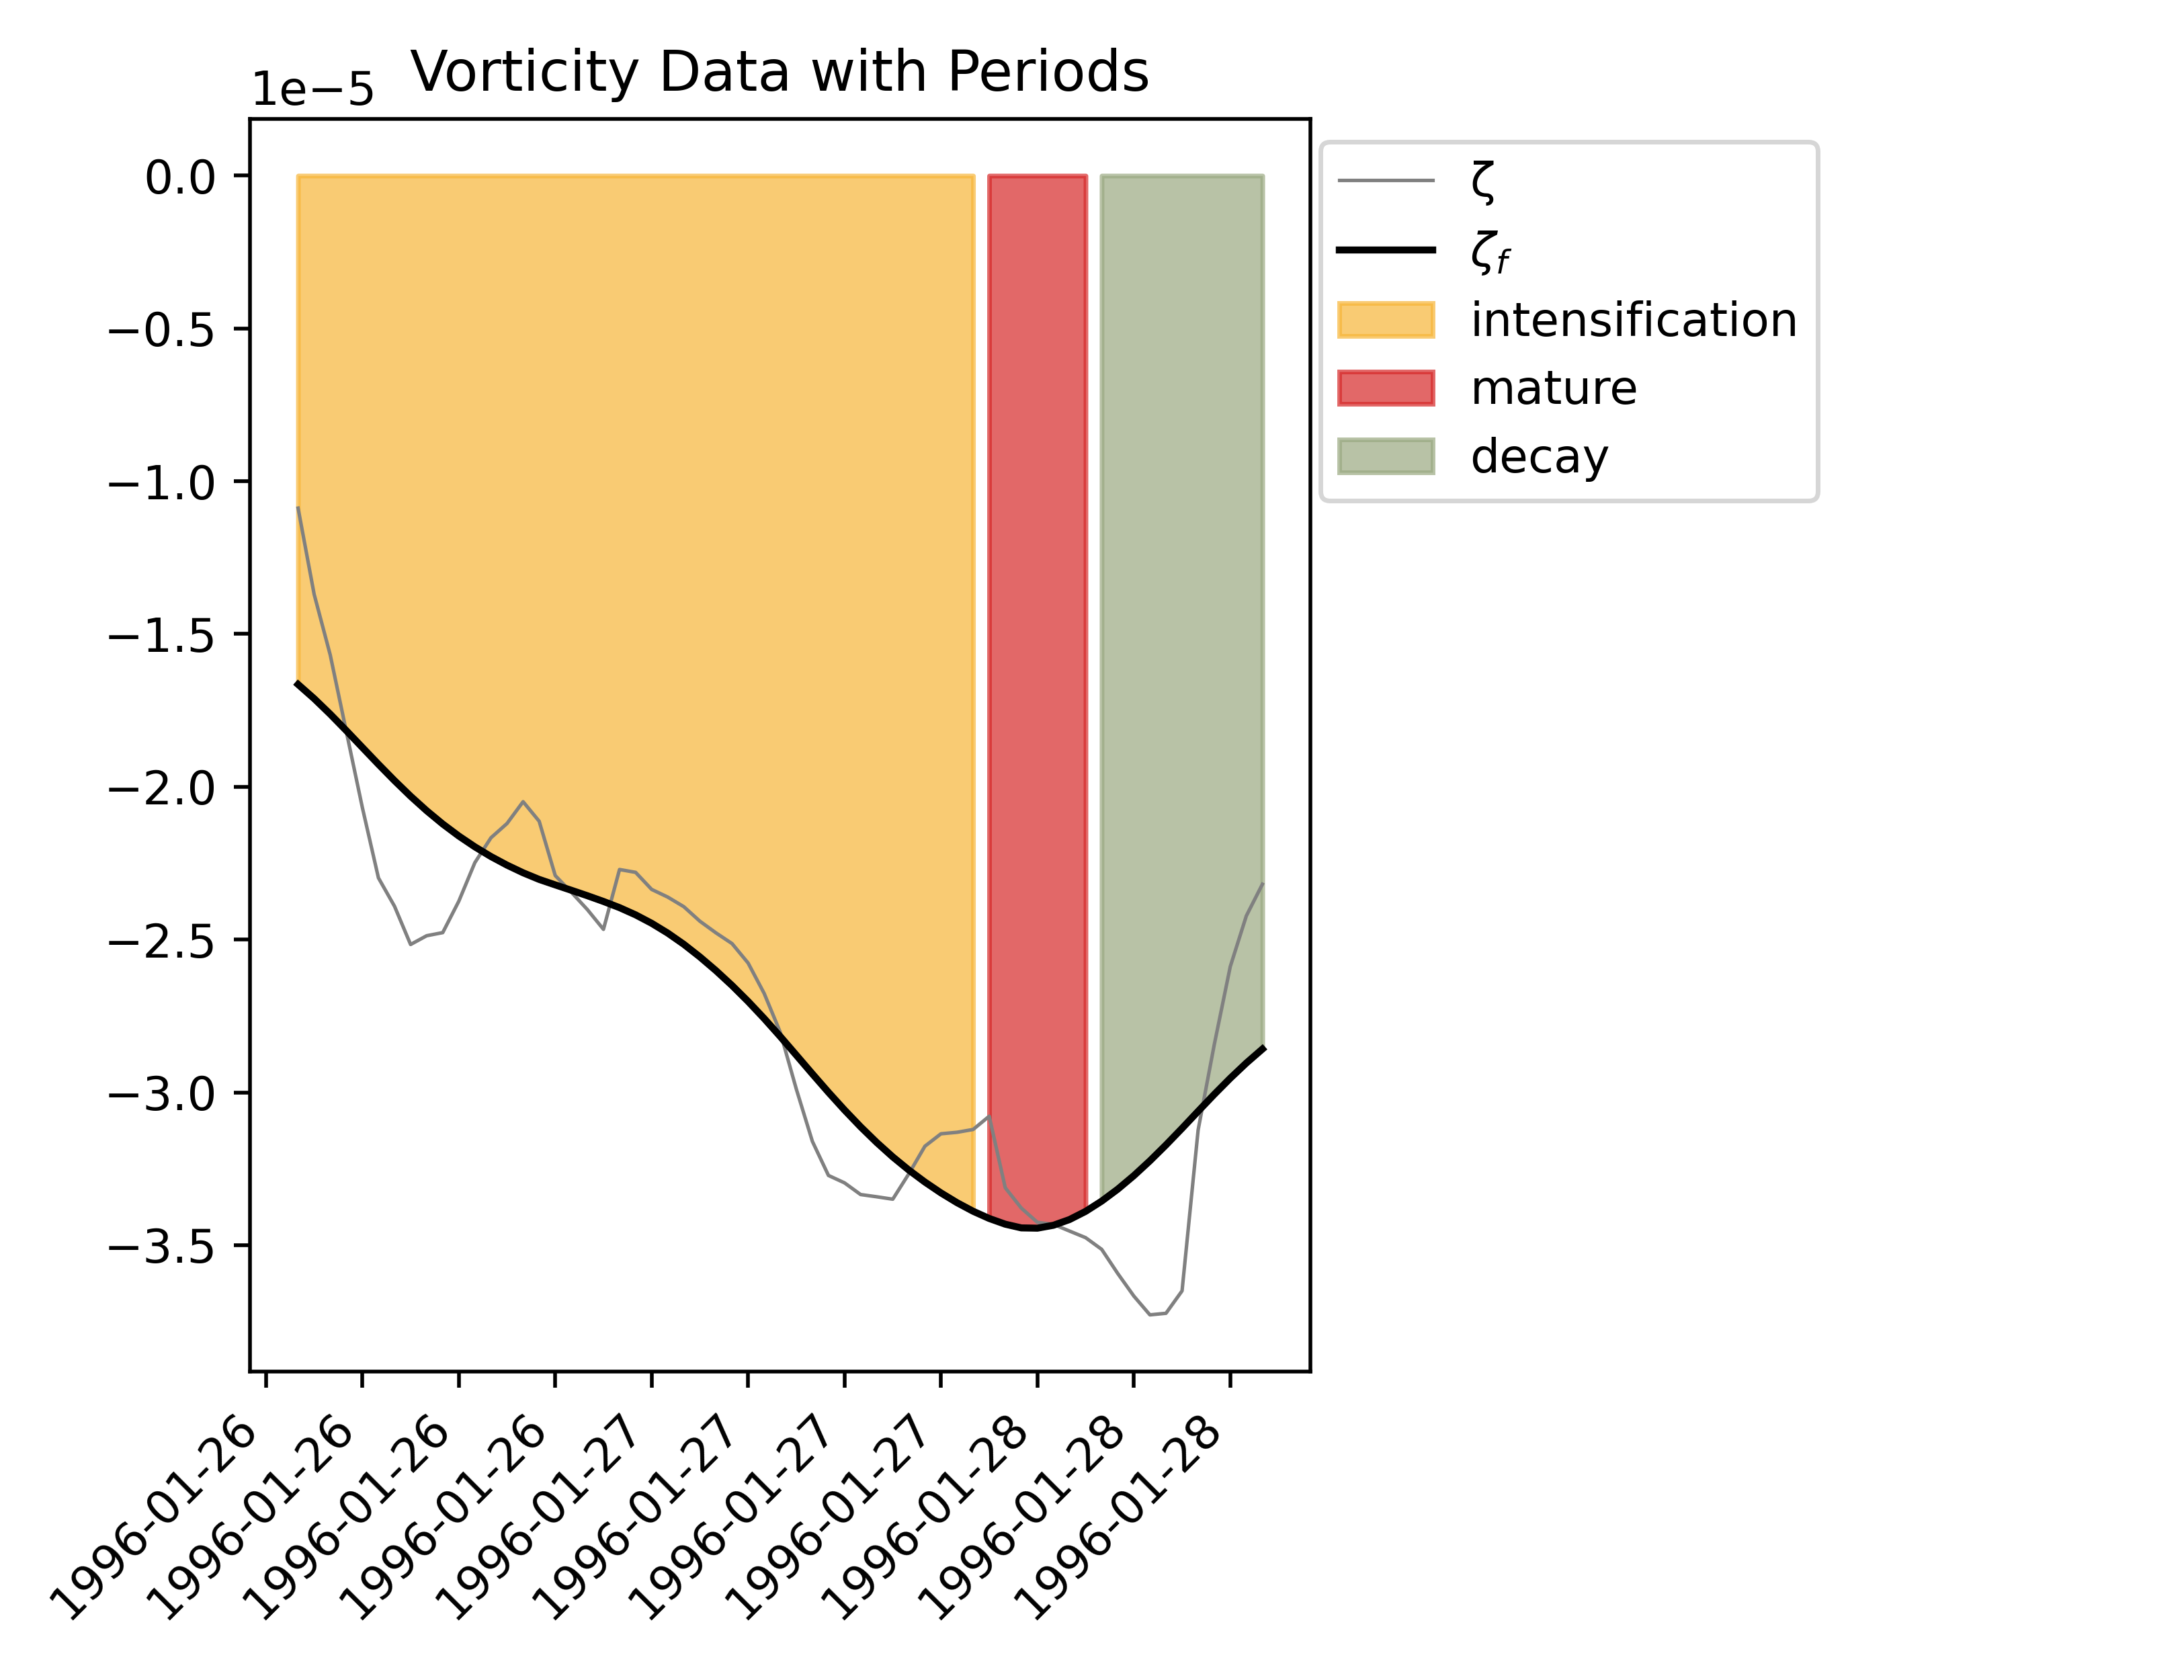 Vorticity Data with Periods
1e−5
0.0
−0.5
−1.0
−1.5
−2.0
−2.5
−3.0
−3.5
1996-01-26
1996-01-26
1996-01-26
1996-01-26
1996-01-27
1996-01-27
1996-01-27
1996-01-27
1996-01-28
1996-01-28
1996-01-28
ζ
ζf
intensification
mature
decay